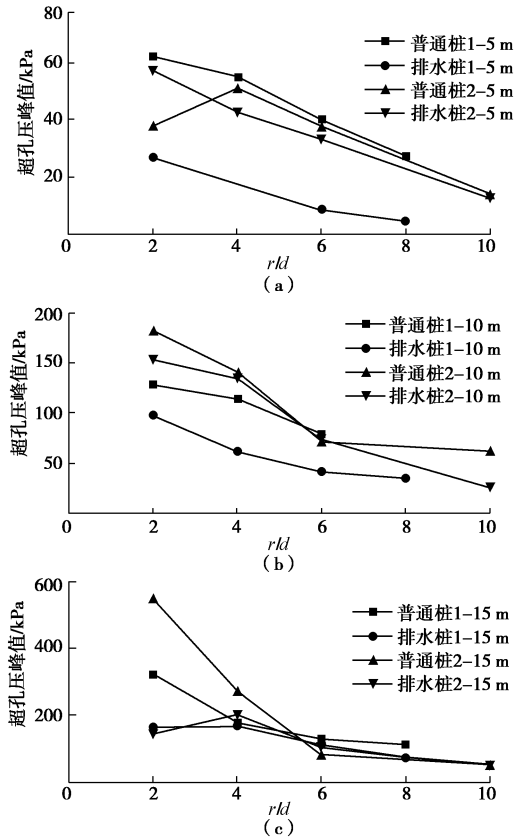 80
60
40
20
超孔压峰值/kPa
普通桩1–5 m
排水桩1–5 m
普通桩2–5 m
排水桩2–5 m
0 2 4 6 8 10
r/d
(a)
200
150
100
50
超孔压峰值/kPa
普通桩1–10 m
排水桩1–10 m
普通桩2–10 m
排水桩2–10 m
0 2 4 6 8 10
r/d
(b)
600
400
200
超孔压峰值/kPa
普通桩1–15 m
排水桩1–15 m
普通桩2–15 m
排水桩2–15 m
0 2 4 6 8 10
r/d
(c)